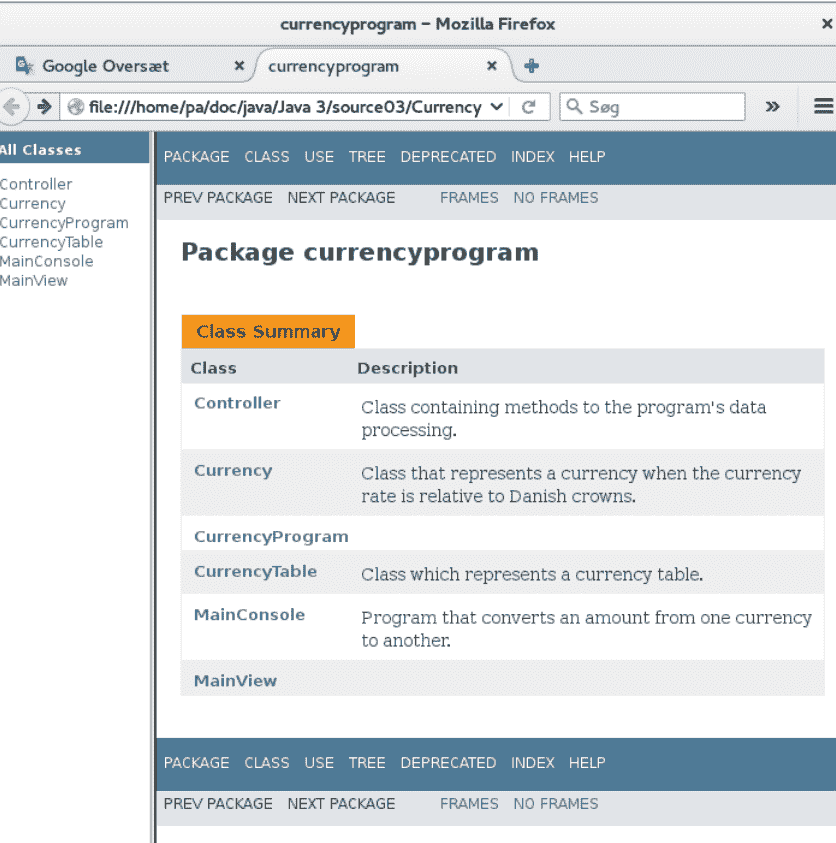 currencyprogram – Mozilla Firefox ×
Google Oversæt × currencyprogram ×
file:///home/pa/doc/java/Java 3/source03/Currency Søg »
All Classes
Controller
Currency
CurrencyProgram
CurrencyTable
MainConsole
MainView
PACKAGE CLASS USE TREE DEPRECATED INDEX HELP
PREV PACKAGE NEXT PACKAGE FRAMES NO FRAMES
Package currencyprogram
Class Summary
Class Description
Controller Class containing methods to the program's data
processing.
Currency Class that represents a currency when the currency
rate is relative to Danish crowns.
CurrencyProgram
CurrencyTable Class which represents a currency table.
MainConsole Program that converts an amount from one currency
to another.
MainView
PACKAGE CLASS USE TREE DEPRECATED INDEX HELP
PREV PACKAGE NEXT PACKAGE FRAMES NO FRAMES